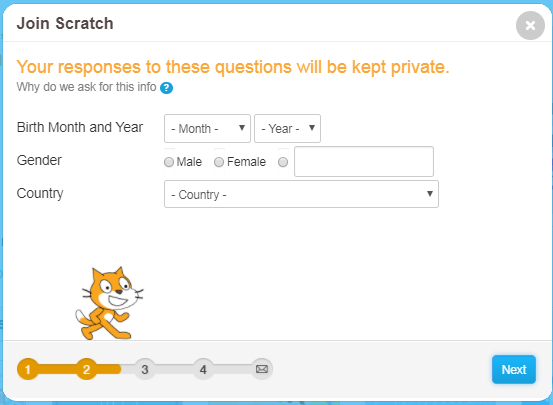 Join Scratch
Your responses to these questions will be kept private.
Why do we ask for this info ?
Birth Month and Year - Month - - Year -
Gender Male Female
Country - Country -
1 2 3 4 Next